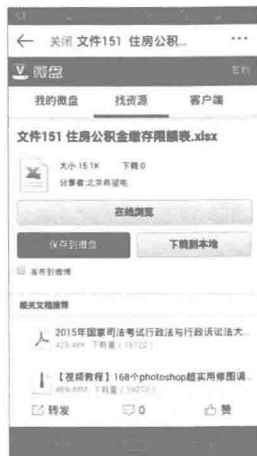 ← 关闭 文件151 住房公积... ...
微盘
我的微盘 找资源 客户端
文件151 住房公积金缴存限额表.xlsx
大小 15.1K 下载 0
分享者:北京希望电
在线浏览
保存到微盘 下载到本地
发布到微博
相关文档推荐
2015年国家司法考试行政法与行政诉讼法大...
下载量
【视频教程】168个photoshop超实用修图调...
下载量
转发 0 赞